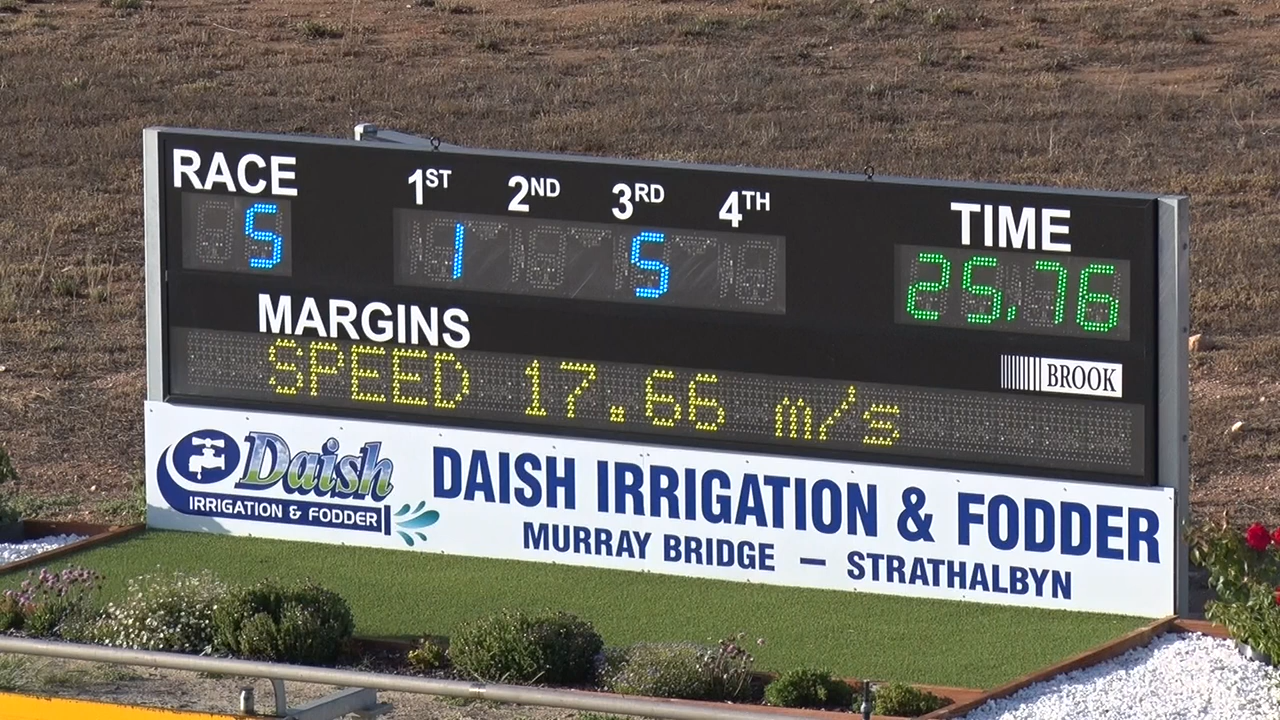 RACE 1ST 2ND 3RD 4TH TIME
5 1 5 25.76
MARGINS
BROOK
SPEED 17.66 m/s
Daish
IRRIGATION & FODDER
DAISH IRRIGATION & FODDER
MURRAY BRIDGE – STRATHALBYN